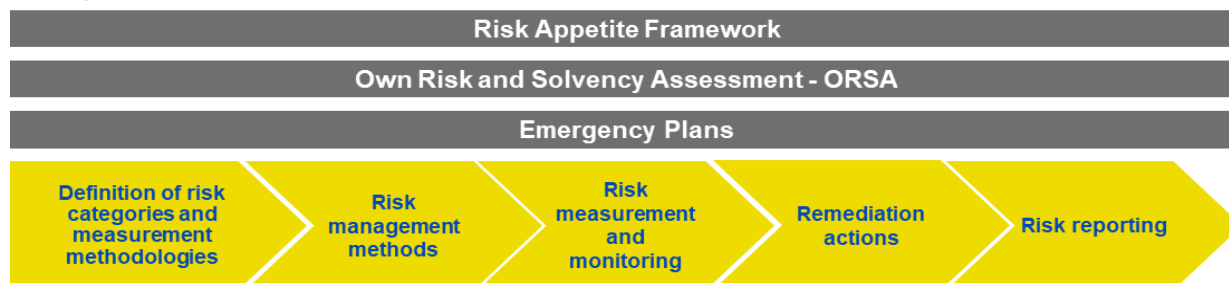 Risk Appetite Framework
Own Risk and Solvency Assessment - ORSA
Emergency Plans
Definition of risk
categories and
measurement
methodologies
Risk
management
methods
Risk
measurement
and
monitoring
Remediation
actions
Risk reporting